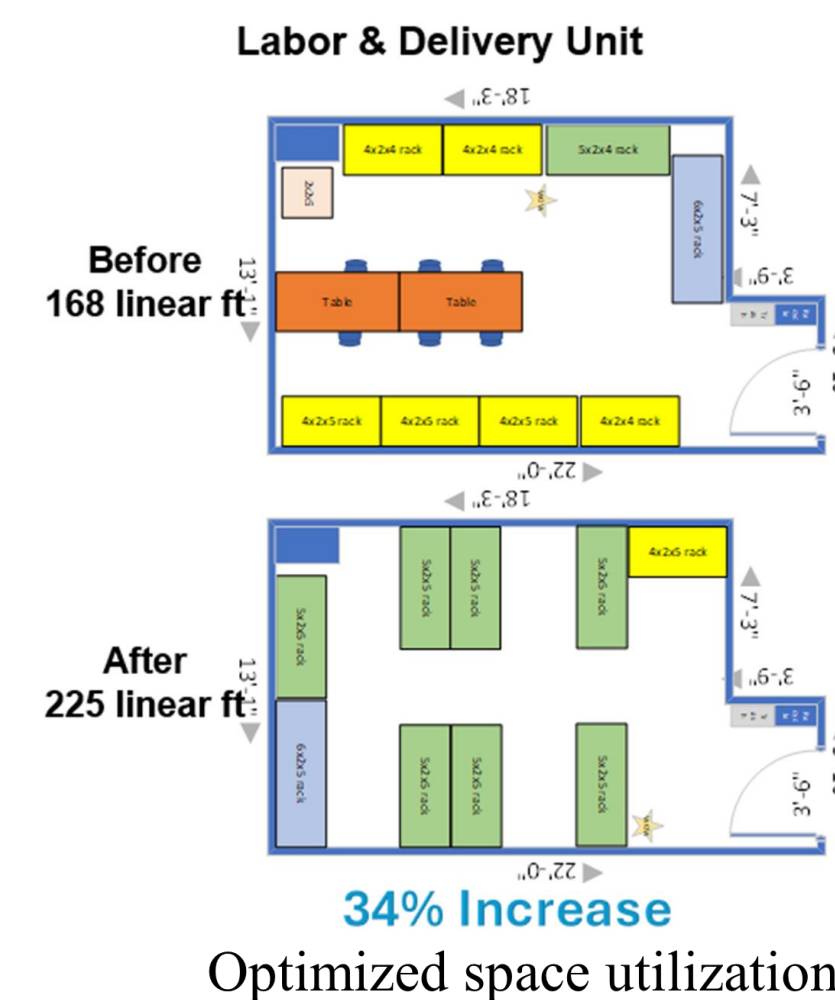 Labor & Delivery Unit
18'-3"
4x2x4 rack
4x2x4 rack
5x2x4 rack
2x2x5
WOW
6x2x5 rack
7'-3"
Before
168 linear ft
13'-1"
3'-9"
Table
Table
3'-6"
4x2x5 rack
4x2x5 rack
4x2x5 rack
4x2x4 rack
22'-0"
18'-3"
5x2x5 rack
5x2x5 rack
5x2x5 rack
4x2x5 rack
5x2x5 rack
7'-3"
After
225 linear ft
13'-1"
3'-9"
6x2x5 rack
5x2x5 rack
5x2x5 rack
5x2x5 rack
WOW
3'-6"
22'-0"
34% Increase
Optimized space utilization